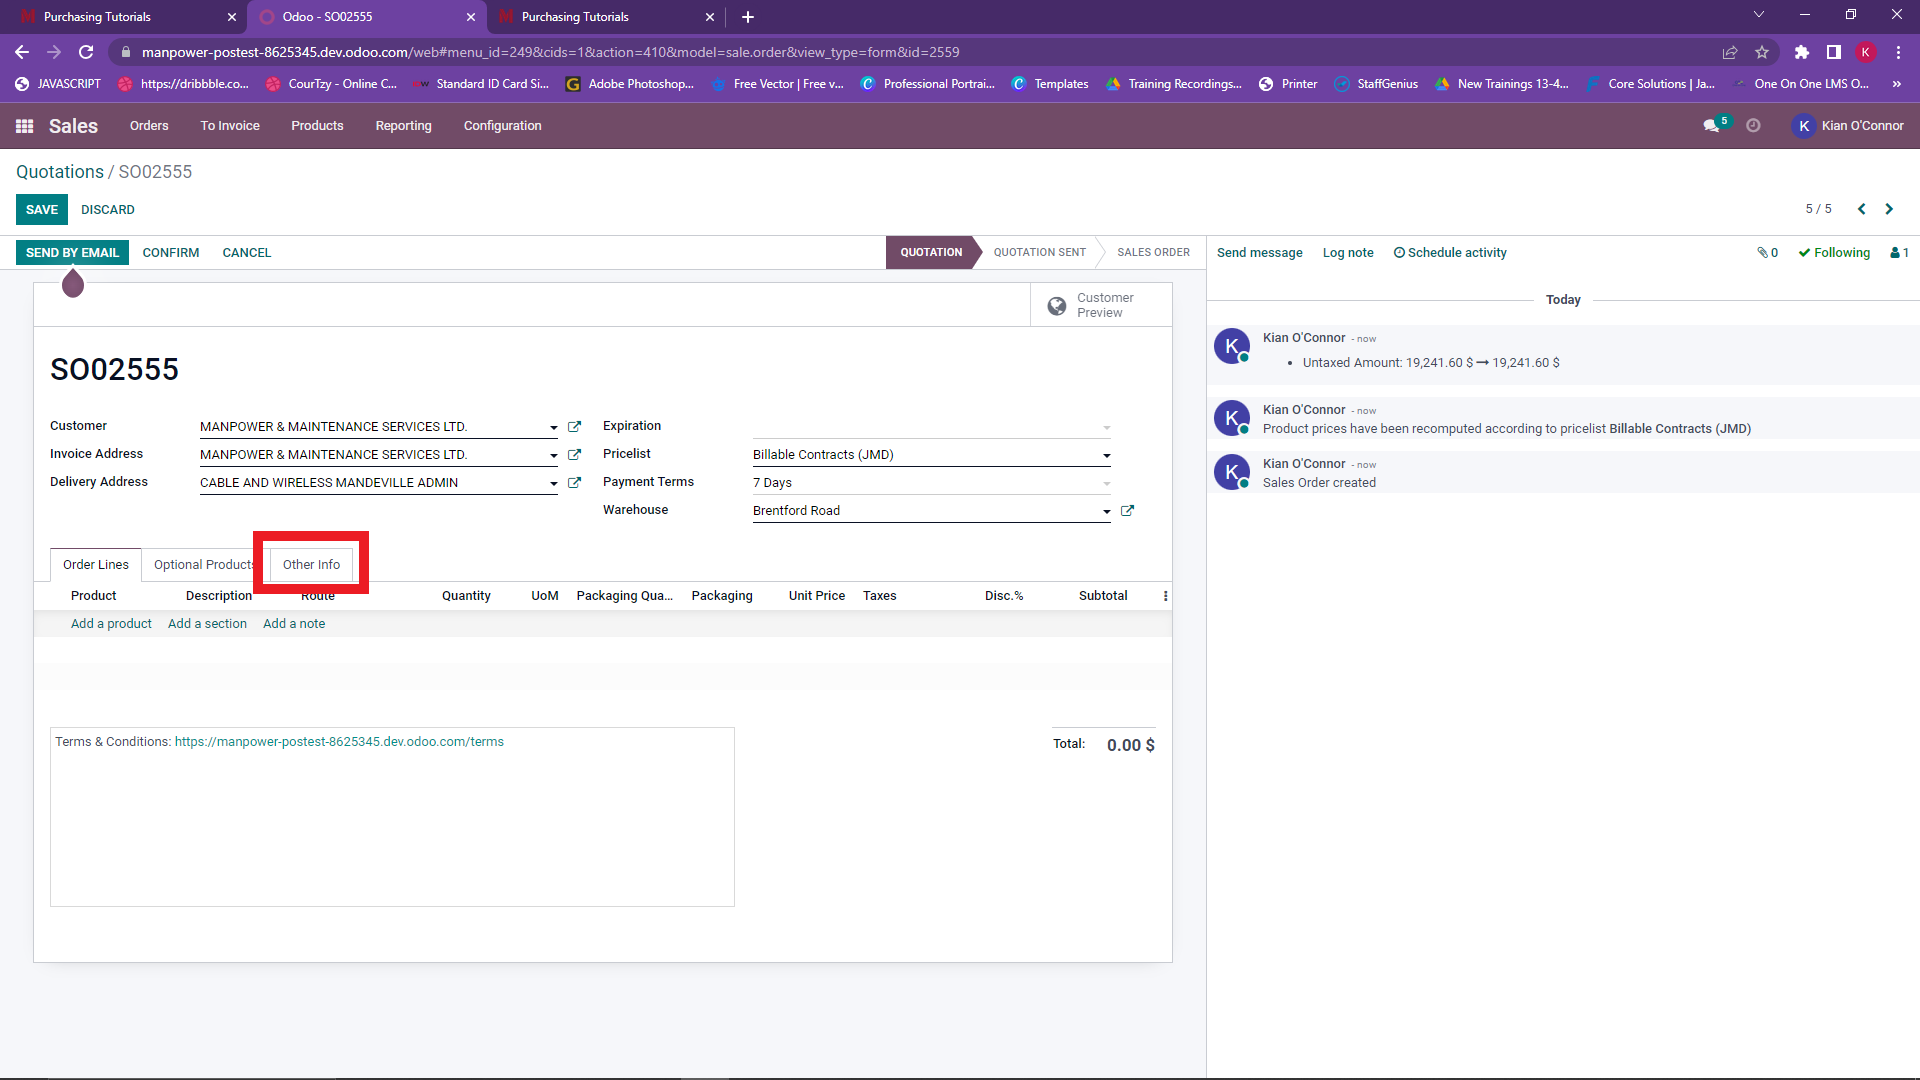 Purchasing Tutorials
Odoo - SO02555
Purchasing Tutorials
manpower-postest-8625345.dev.odoo.com/web#menu_id=249&cids=1&action=410&model=sale.order&view_type=form&id=2559
K
JAVASCRIPT
https://dribbble.co...
CourTzy - Online C...
Standard ID Card Si...
Adobe Photoshop...
Free Vector | Free v...
Professional Portrai...
Templates
Training Recordings...
Printer
StaffGenius
New Trainings 13-4...
Core Solutions | Ja...
One On One LMS O...
»
Sales
Orders
To Invoice
Products
Reporting
Configuration
5
K
Kian O'Connor
Quotations / SO02555
SAVE
DISCARD
5 / 5
SEND BY EMAIL
CONFIRM
CANCEL
QUOTATION
QUOTATION SENT
SALES ORDER
Send message
Log note
Schedule activity
0
Following
1
Customer
Preview
Today
K
Kian O'Connor - now
Untaxed Amount: 19,241.60 $ → 19,241.60 $
K
Kian O'Connor - now
Product prices have been recomputed according to pricelist Billable Contracts (JMD)
K
Kian O'Connor - now
Sales Order created
SO02555
Customer
MANPOWER & MAINTENANCE SERVICES LTD.
Expiration
Invoice Address
MANPOWER & MAINTENANCE SERVICES LTD.
Pricelist
Billable Contracts (JMD)
Delivery Address
CABLE AND WIRELESS MANDEVILLE ADMIN
Payment Terms
7 Days
Warehouse
Brentford Road
Order Lines
Optional Products
Other Info
Product
Description
Route
Quantity
UoM
Packaging Qua...
Packaging
Unit Price
Taxes
Disc.%
Subtotal
Add a product
Add a section
Add a note
Terms & Conditions: https://manpower-postest-8625345.dev.odoo.com/terms
Total:
0.00 $